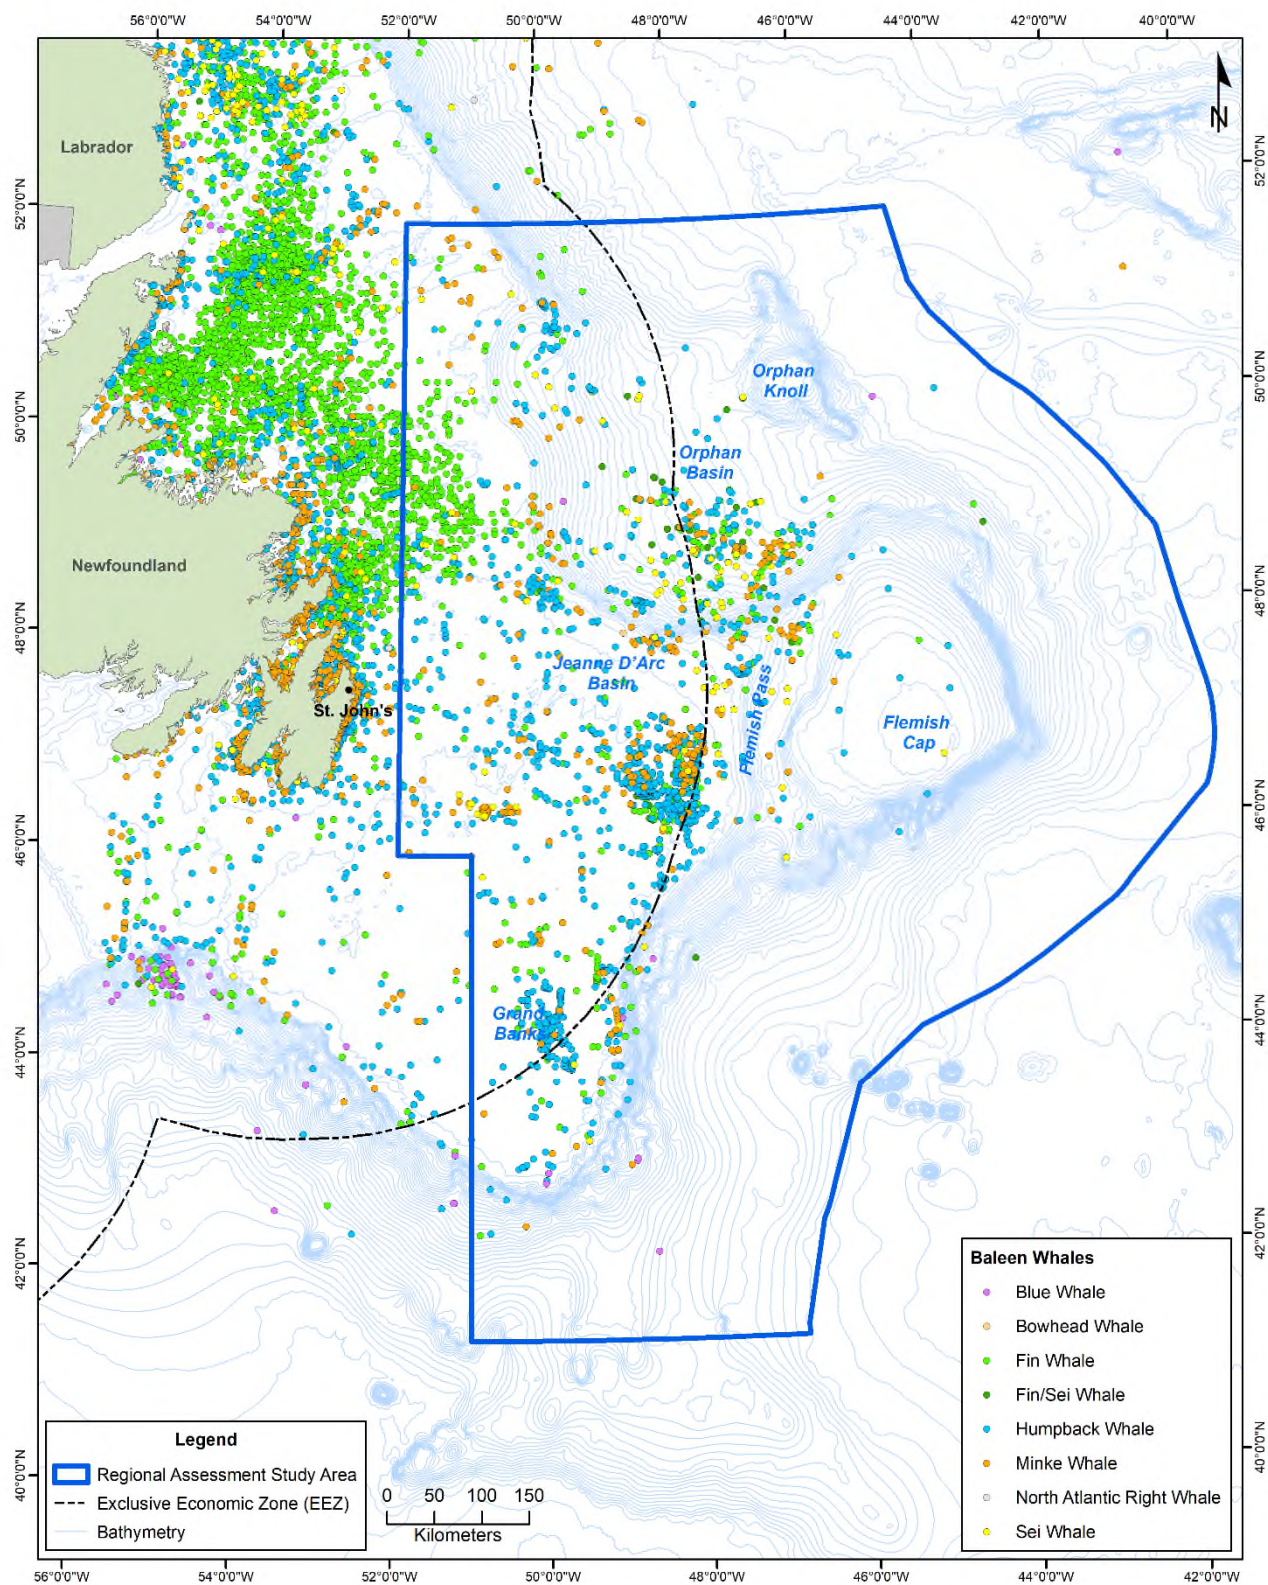 56°0'0"W 54°0'0"W 52°0'0"W 50°0'0"W 48°0'0"W 46°0'0"W 44°0'0"W 42°0'0"W 40°0'0"W
N
Labrador
52°0'0"N
52°0'0"N
Orphan
Knoll
50°0'0"N
50°0'0"N
Orphan
Basin
Newfoundland
48°0'0"N
48°0'0"N
Jeanne D'Arc
Basin
Flemish Pass
St. John's
Flemish
Cap
46°0'0"N
46°0'0"N
Grand
Banks
44°0'0"N
44°0'0"N
42°0'0"N
42°0'0"N
40°0'0"N
40°0'0"N
Baleen Whales
Blue Whale
Bowhead Whale
Fin Whale
Fin/Sei Whale
Humpback Whale
Minke Whale
North Atlantic Right Whale
Sei Whale
Legend
Regional Assessment Study Area
Exclusive Economic Zone (EEZ)
Bathymetry
0 50 100 150
Kilometers
56°0'0"W 54°0'0"W 52°0'0"W 50°0'0"W 48°0'0"W 46°0'0"W 44°0'0"W 42°0'0"W